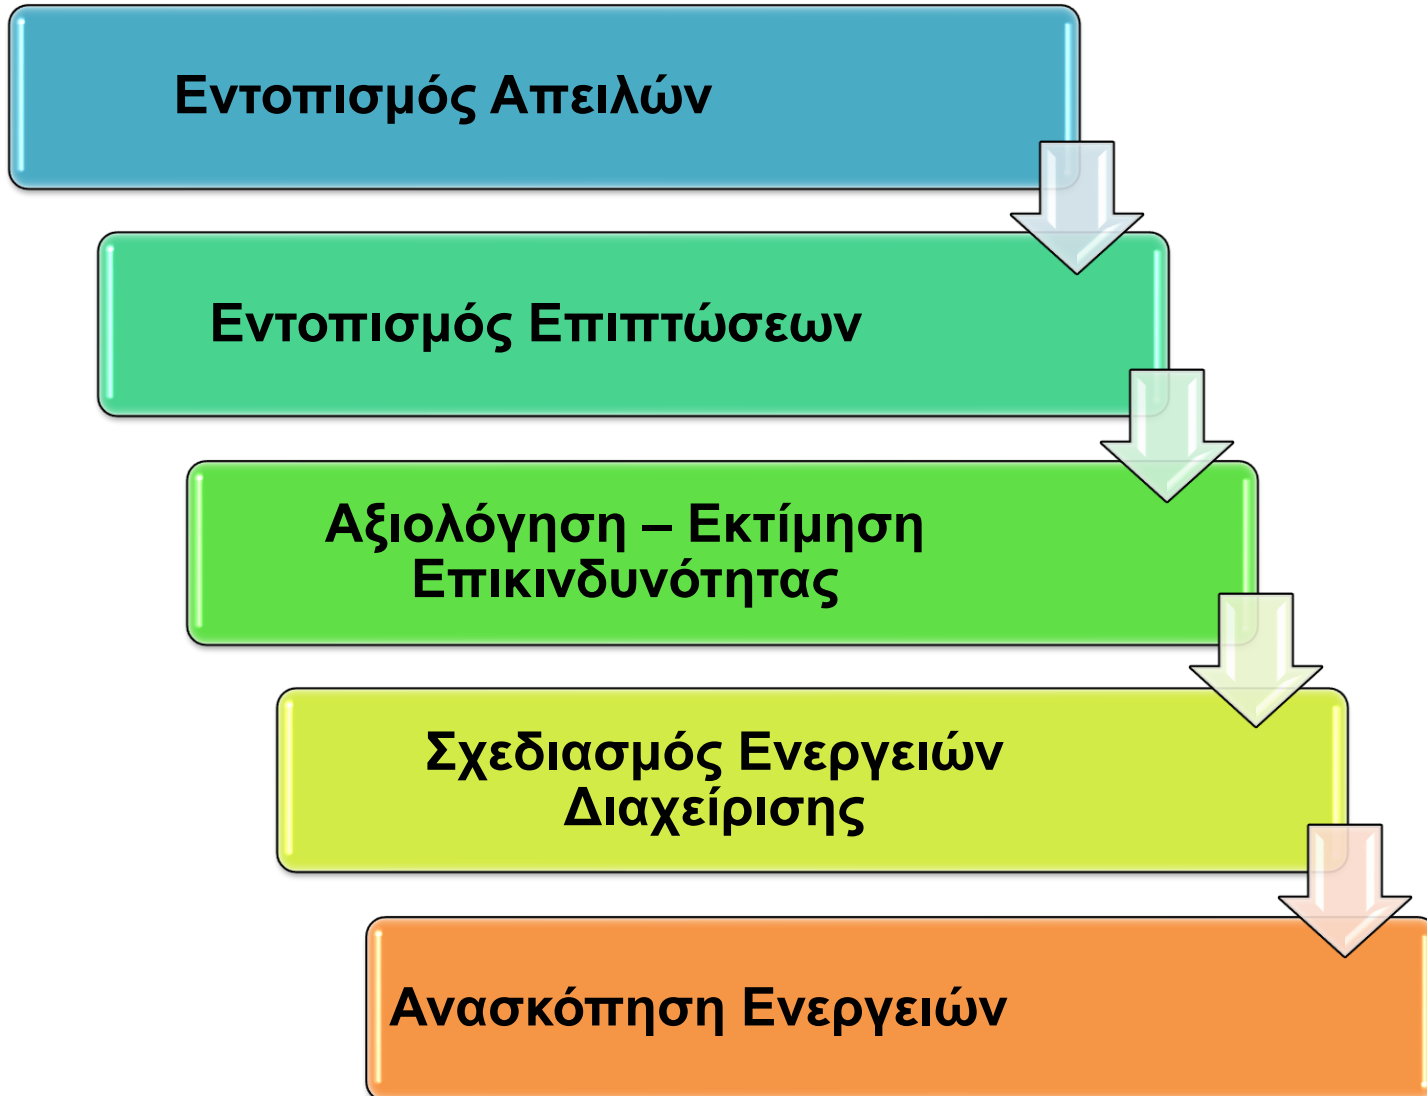 Εντοπισμός Απειλών
Εντοπισμός Επιπτώσεων
Αξιολόγηση – Εκτίμηση
Επικινδυνότητας
Σχεδιασμός Ενεργειών
Διαχείρισης
Ανασκόπηση Ενεργειών